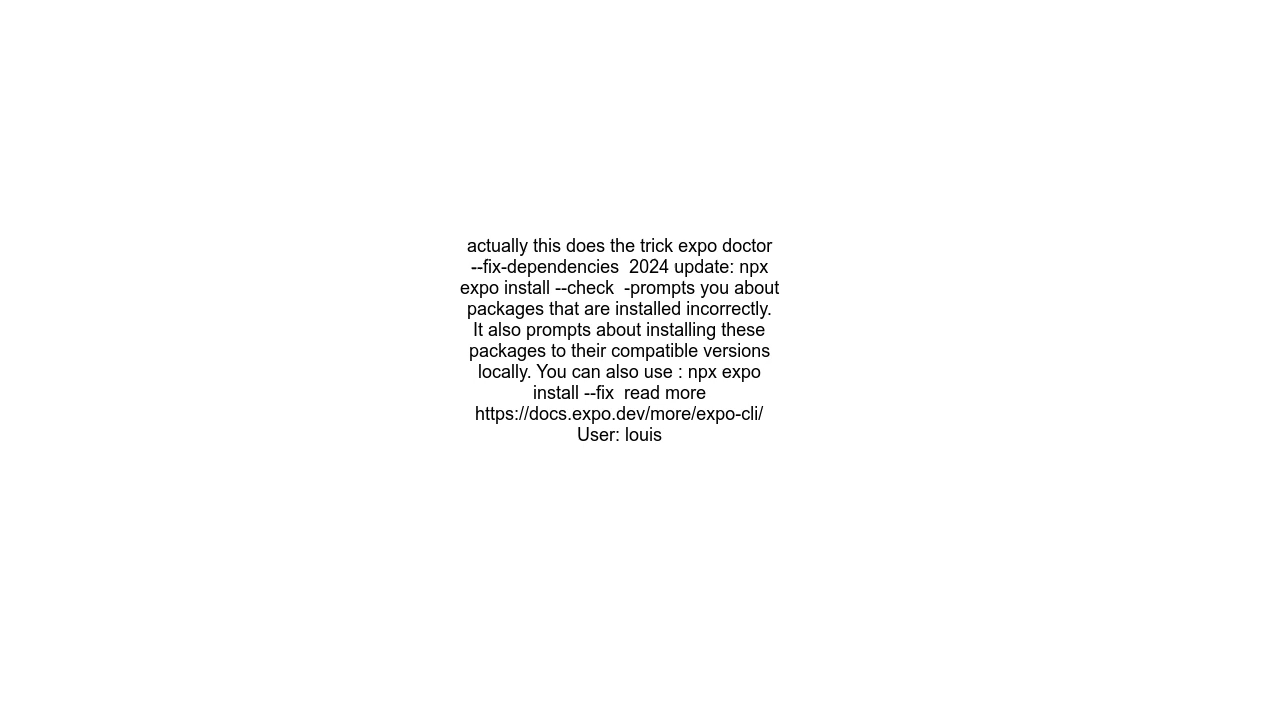 actually this does the trick expo doctor
--fix-dependencies  2024 update: npx
expo install --check  -prompts you about
packages that are installed incorrectly.
It also prompts about installing these
packages to their compatible versions
locally. You can also use : npx expo
install --fix  read more
https://docs.expo.dev/more/expo-cli/
User: louis